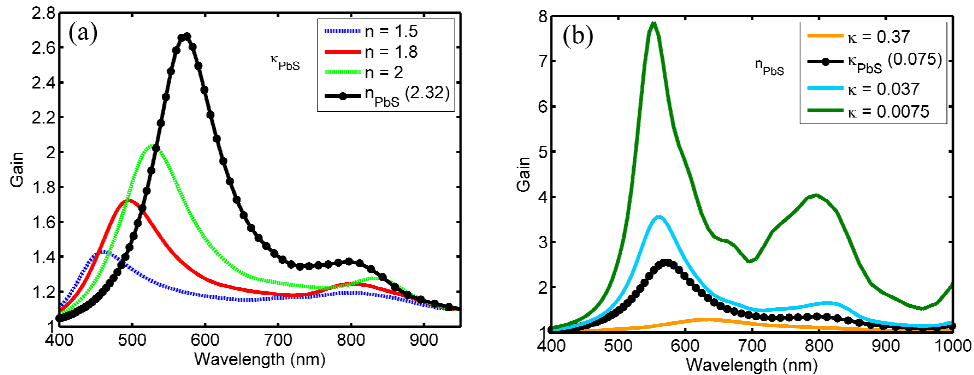 (a)
κPbS
n = 1.5
n = 1.8
n = 2
nPbS (2.32)
Gain
2.8
2.6
2.4
2.2
2
1.8
1.6
1.4
1.2
1
400 500 600 700 800 900
Wavelength (nm)
(b)
nPbS
κ = 0.37
κPbS (0.075)
κ = 0.037
κ = 0.0075
Gain
8
7
6
5
4
3
2
1
400 500 600 700 800 900 1000
Wavelength (nm)